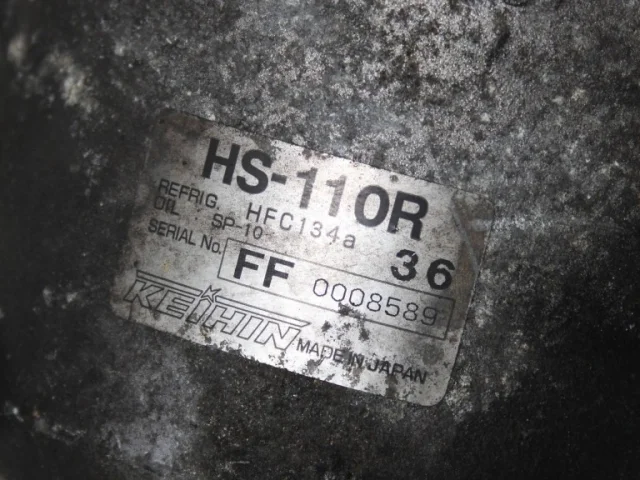 HS-110R
REFRIG. HFC134a 36
OIL SP-10
SERIAL No. FF 0008589
KEIHIN MADE IN JAPAN